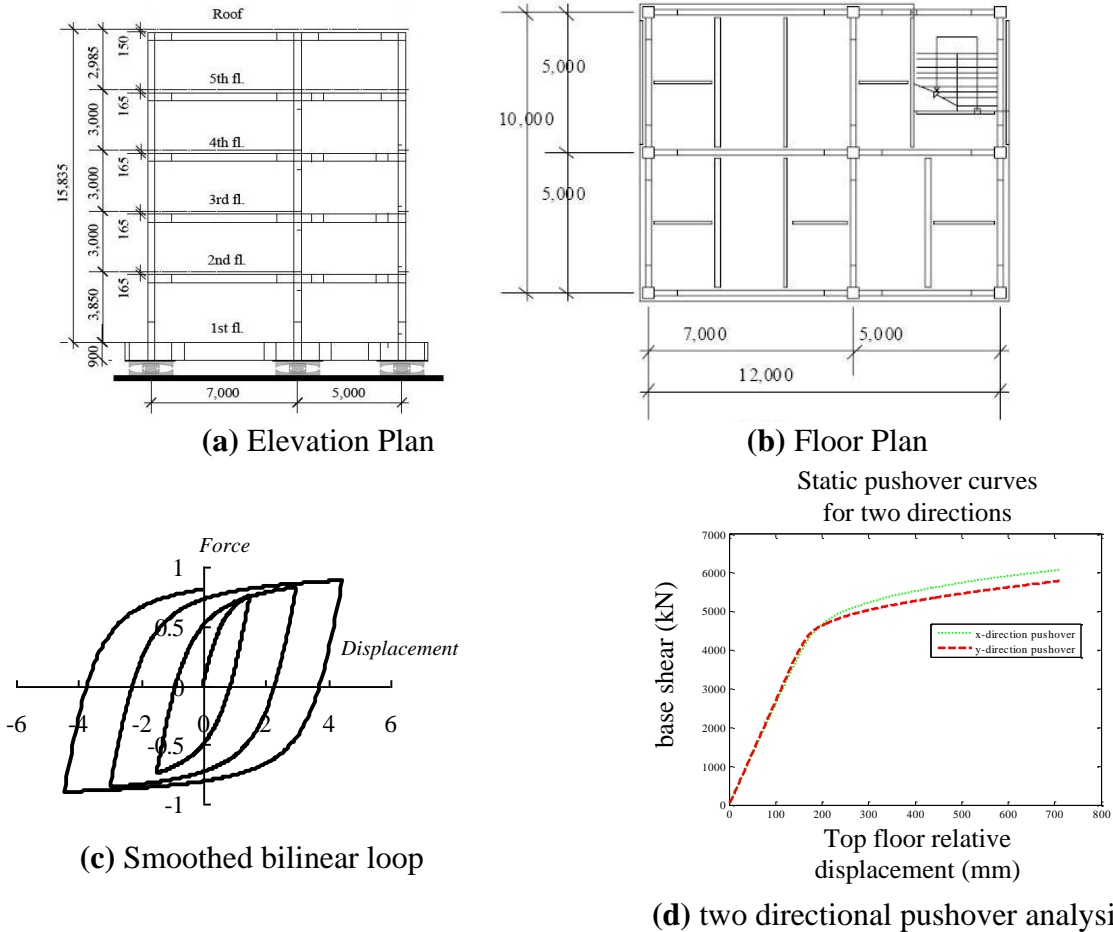 Roof
150
2,985
5th fl.
165
3,000
4th fl.
165
3,000
15,835
3rd fl.
165
3,000
2nd fl.
165
3,850
1st fl.
900
7,000
5,000
(a) Elevation Plan
5,000
10,000
5,000
7,000
5,000
12,000
(b) Floor Plan
Force
1
0.5
Displacement
0
-6
-4
-2
0
2
4
6
-0.5
-1
(c) Smoothed bilinear loop
Static pushover curves
for two directions
7000
6000
5000
4000
3000
2000
1000
0
base shear (kN)
x-direction pushover
y-direction pushover
0 100 200 300 400 500 600 700 800
Top floor relative
displacement (mm)
(d) two directional pushover analysi